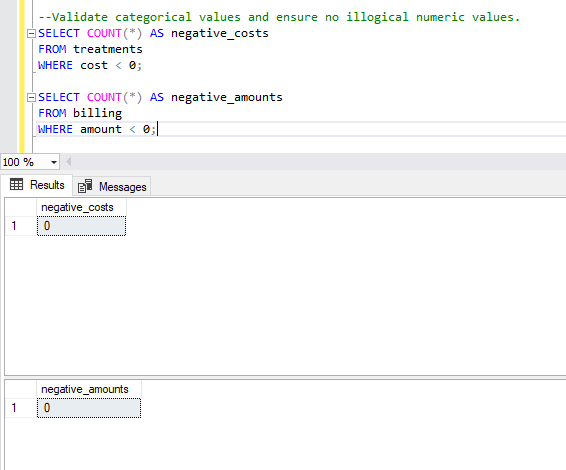 --Validate categorical values and ensure no illogical numeric values.
SELECT COUNT(*) AS negative_costs
FROM treatments
WHERE cost < 0;
SELECT COUNT(*) AS negative_amounts
FROM billing
WHERE amount < 0;
100 %
Results Messages
negative_costs
1 0
negative_amounts
1 0